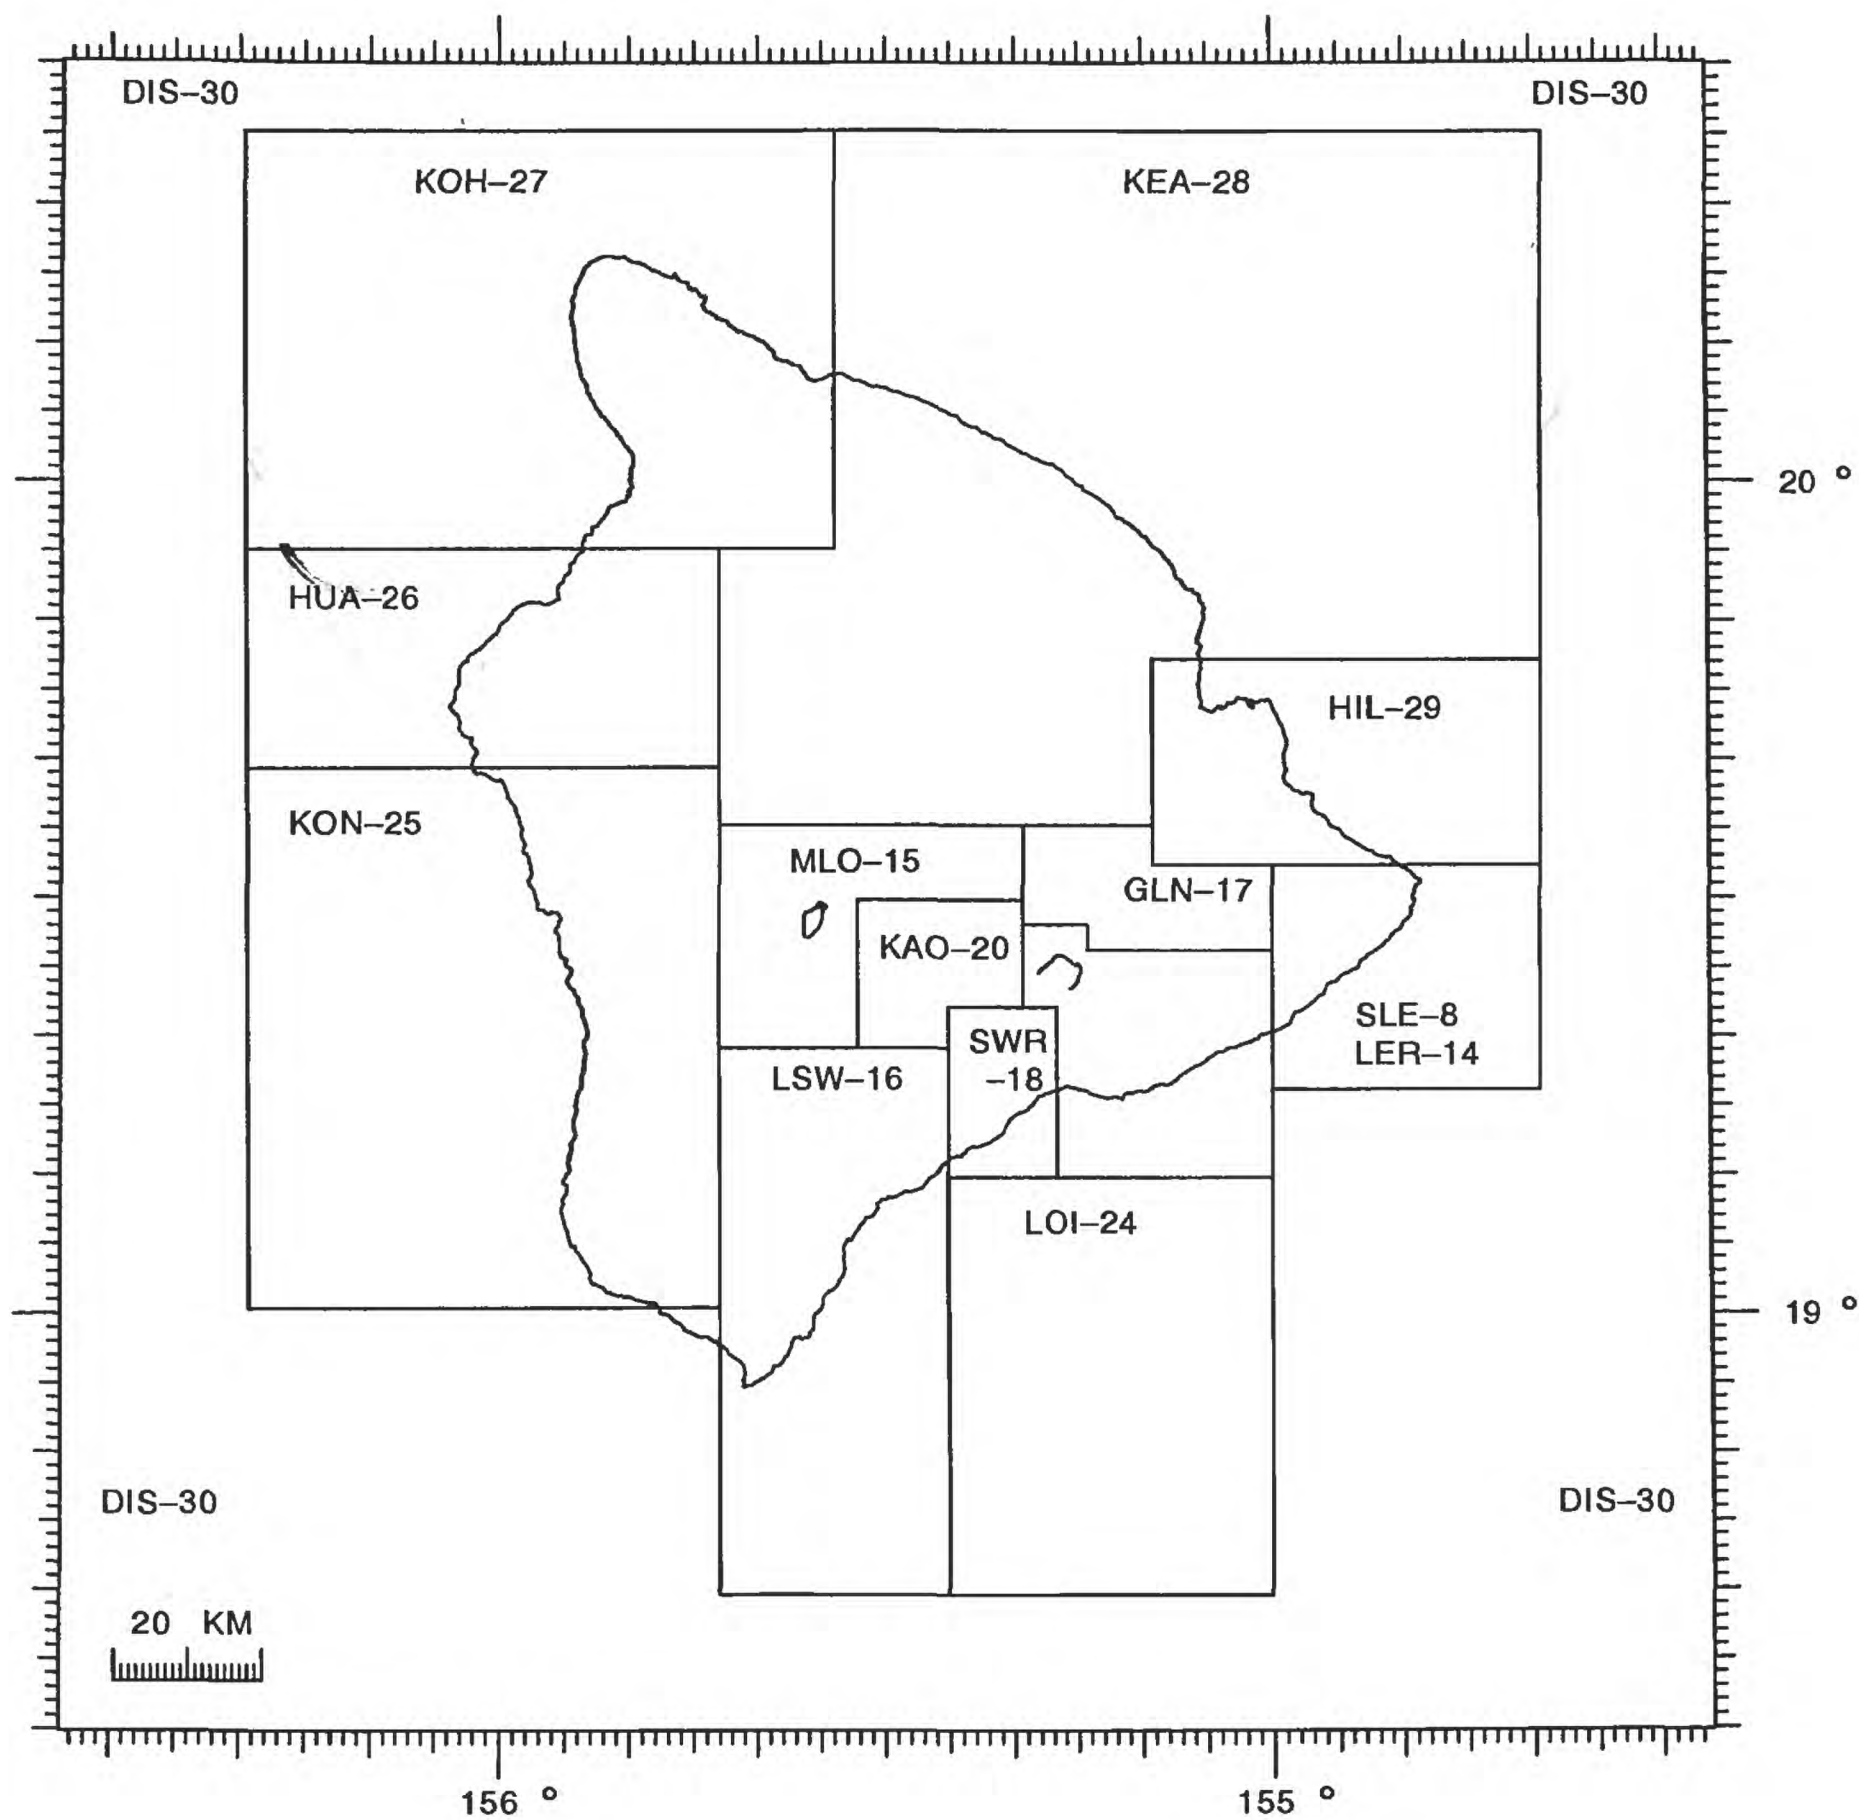 DIS–30
DIS–30
KOH–27
KEA–28
20 °
HUA–26
HIL–29
KON–25
MLO–15
GLN–17
KAO–20
SLE–8
LER–14
SWR
–18
LSW–16
LOI–24
19 °
DIS–30
DIS–30
20 KM
156 °
155 °